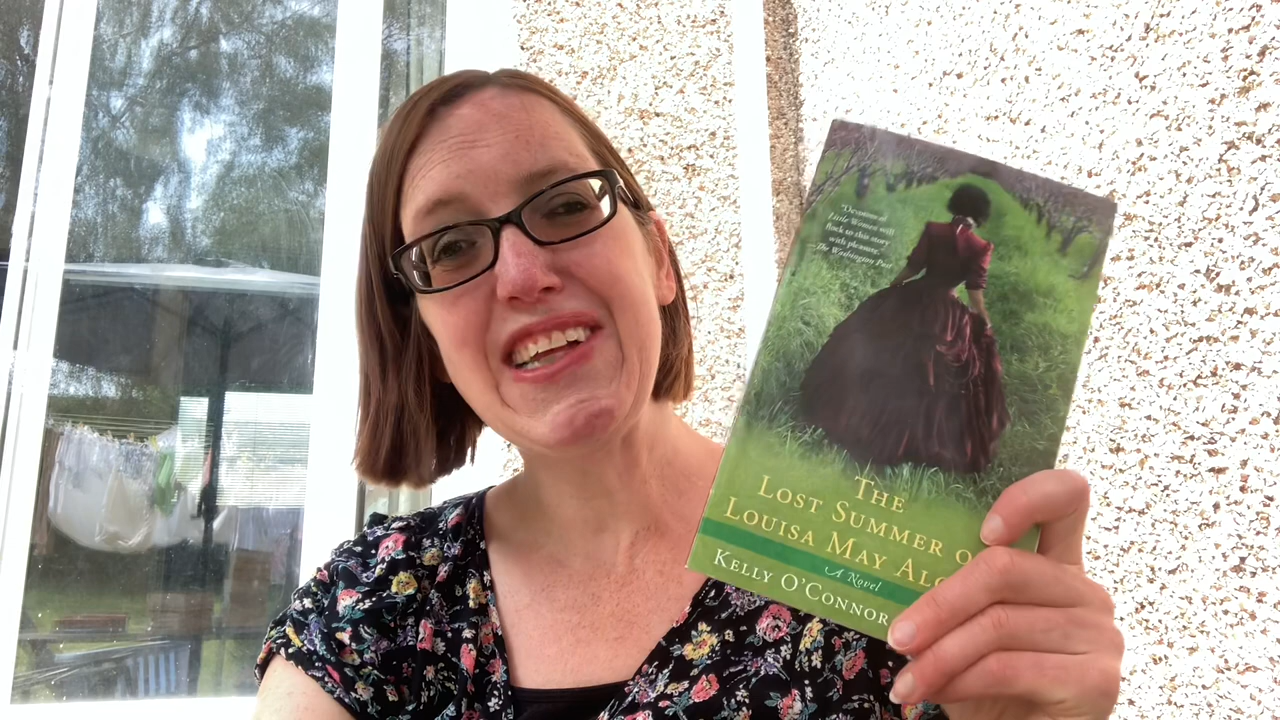 "Devotees of
Little Women will
flock to this story
with pleasure."
—The Washington Post
THE
LOST SUMMER O
LOUISA MAY ALC
A Novel
KELLY O'CONNOR